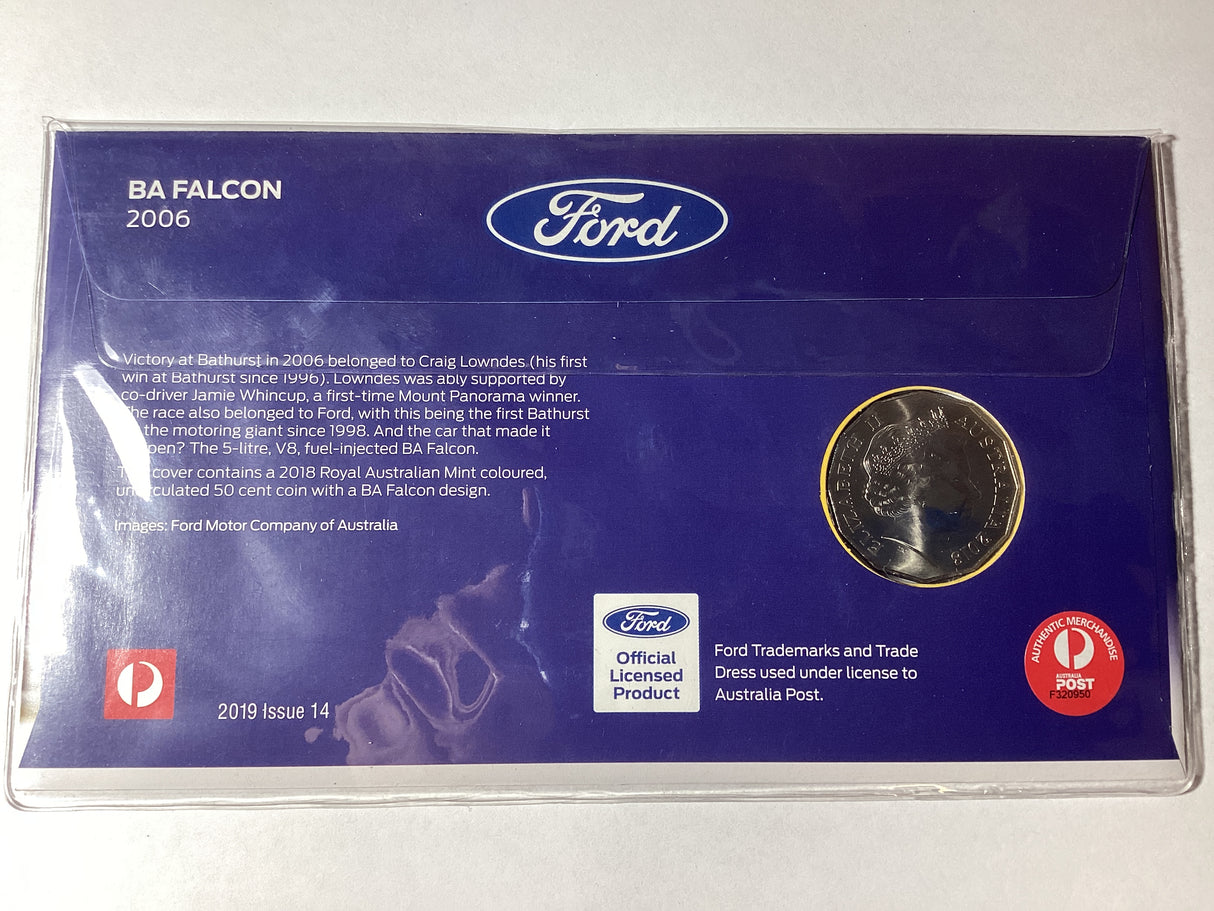 BA FALCON
2006
Ford
Victory at Bathurst in 2006 belonged to Craig Lowndes (his first
win at Bathurst since 1996). Lowndes was ably supported by
co-driver Jamie Whincup, a first-time Mount Panorama winner.
The race also belonged to Ford, with this being the first Bathurst
the motoring giant since 1998. And the car that made it
pen? The 5-litre, V8, fuel-injected BA Falcon.
cover contains a 2018 Royal Australian Mint coloured,
uncirculated 50 cent coin with a BA Falcon design.
Images: Ford Motor Company of Australia
ELIZABETH II AUSTRALIA 2018
2019 Issue 14
Ford
Official
Licensed
Product
Ford Trademarks and Trade
Dress used under license to
Australia Post.
AUTHENTIC MERCHANDISE
AUSTRALIA
POST
F320950